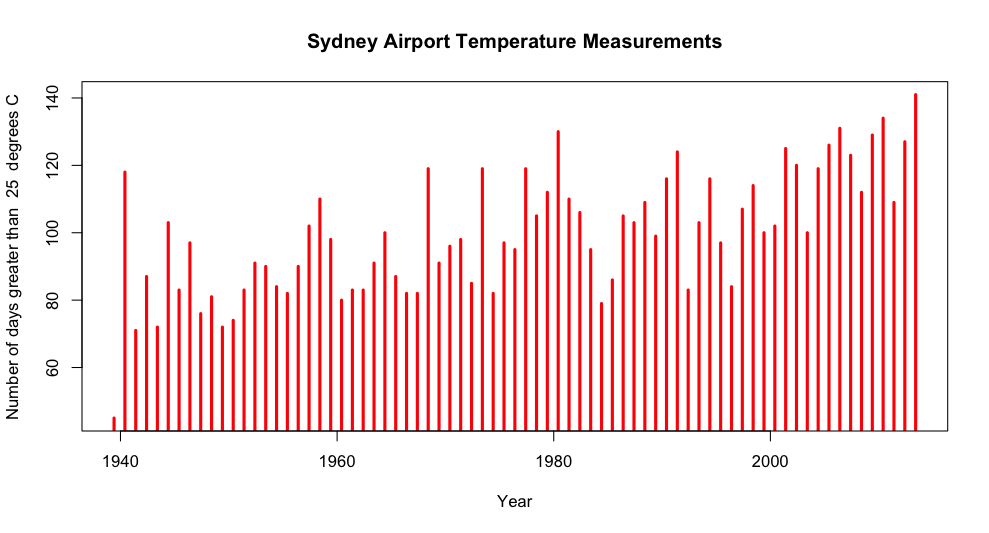 Sydney Airport Temperature Measurements
Number of days greater than  25  degrees C
140
120
100
80
60
1940 1960 1980 2000
Year